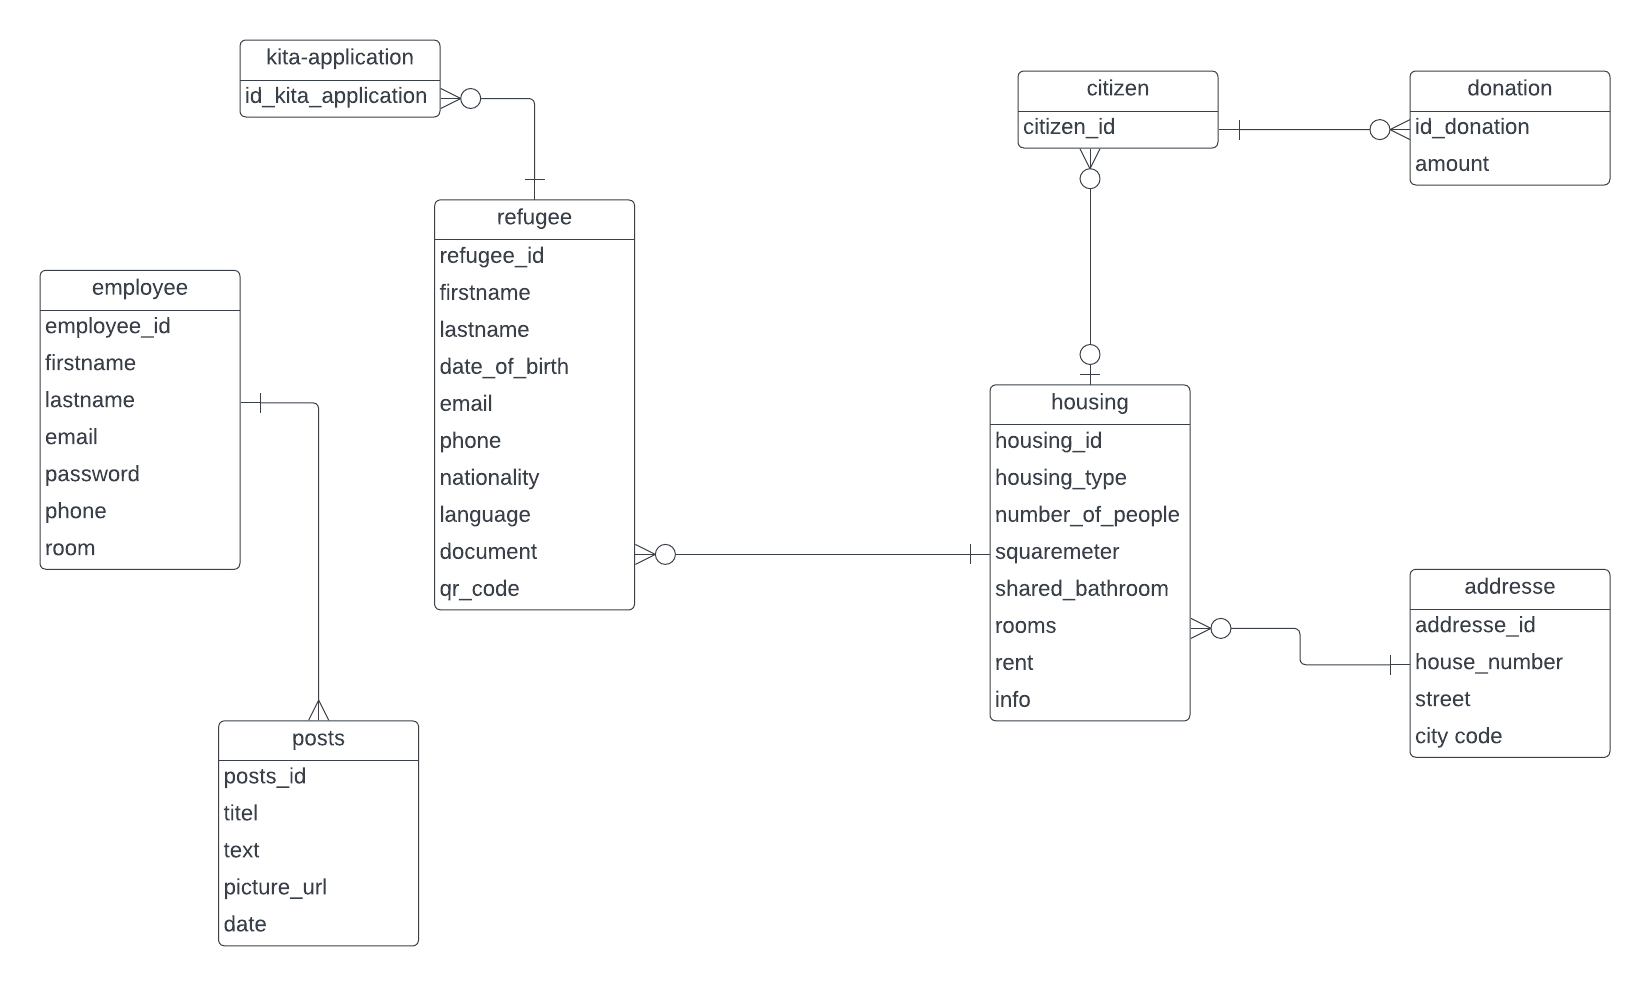 kita-application
id_kita_application
citizen
citizen_id
donation
id_donation
amount
refugee
refugee_id
firstname
lastname
date_of_birth
email
phone
nationality
language
document
qr_code
employee
employee_id
firstname
lastname
email
password
phone
room
housing
housing_id
housing_type
number_of_people
squaremeter
shared_bathroom
rooms
rent
info
addresse
addresse_id
house_number
street
city code
posts
posts_id
titel
text
picture_url
date